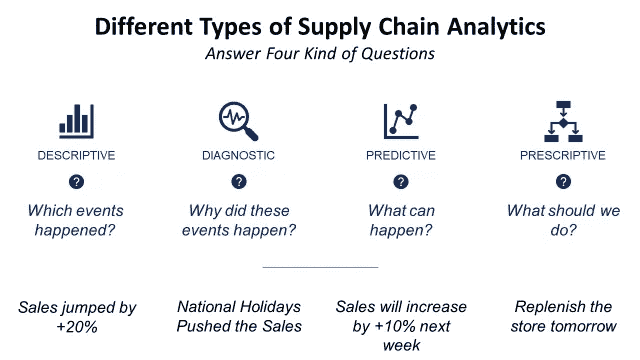 Different Types of Supply Chain Analytics
Answer Four Kind of Questions
DESCRIPTIVE
DIAGNOSTIC
PREDICTIVE
PRESCRIPTIVE
?
?
?
?
Which events
happened?
Why did these
events happen?
What can
happen?
What should we
do?
Sales jumped by
+20%
National Holidays
Pushed the Sales
Sales will increase
by +10% next
week
Replenish the
store tomorrow